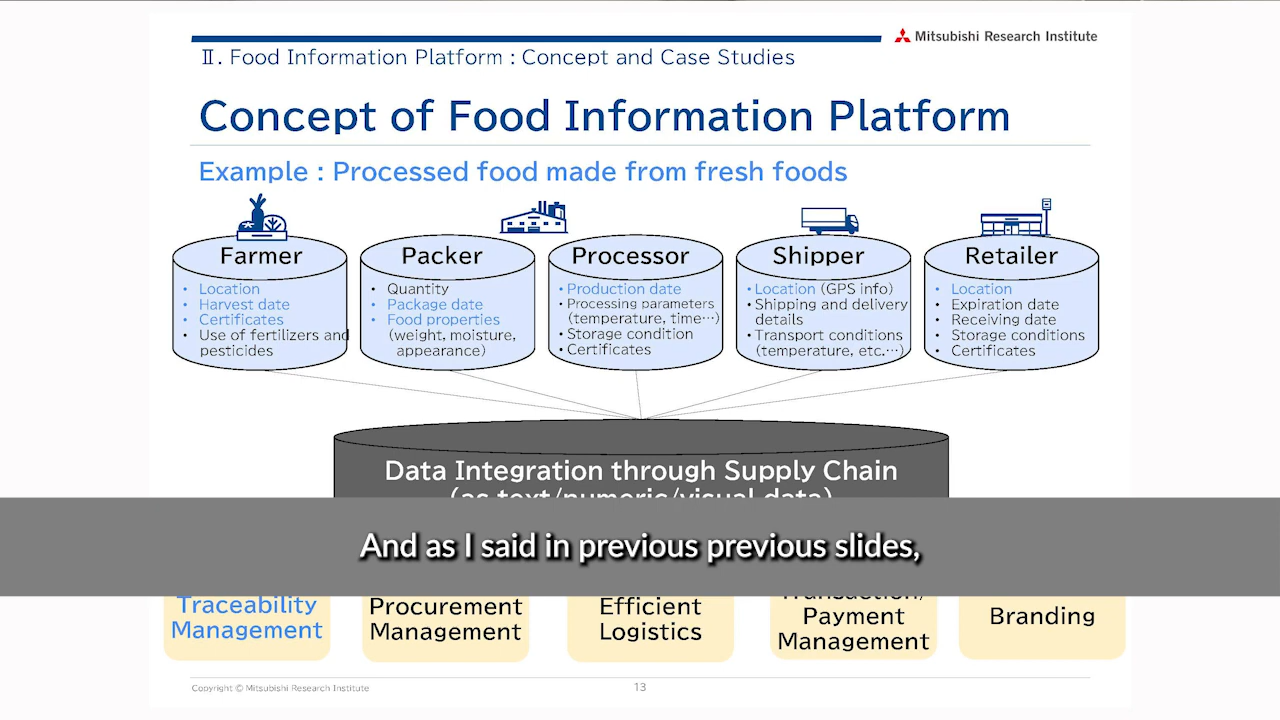 Mitsubishi Research Institute
Ⅱ. Food Information Platform : Concept and Case Studies
Concept of Food Information Platform
Example : Processed food made from fresh foods
Farmer
• Location
• Harvest date
• Certificates
• Use of fertilizers and
pesticides
Packer
• Quantity
• Package date
• Food properties
(weight, moisture,
appearance)
Processor
• Production date
• Processing parameters
(temperature, time…)
• Storage condition
• Certificates
Shipper
• Location (GPS info)
• Shipping and delivery
details
• Transport conditions
(temperature, etc.…)
Retailer
• Location
• Expiration date
• Receiving date
• Storage conditions
• Certificates
Data Integration through Supply Chain
(as text/numeric/visual data)
And as I said in previous previous slides,
Traceability
Management
Procurement
Management
Efficient
Logistics
Transaction/
Payment
Management
Branding
Copyright © Mitsubishi Research Institute
13